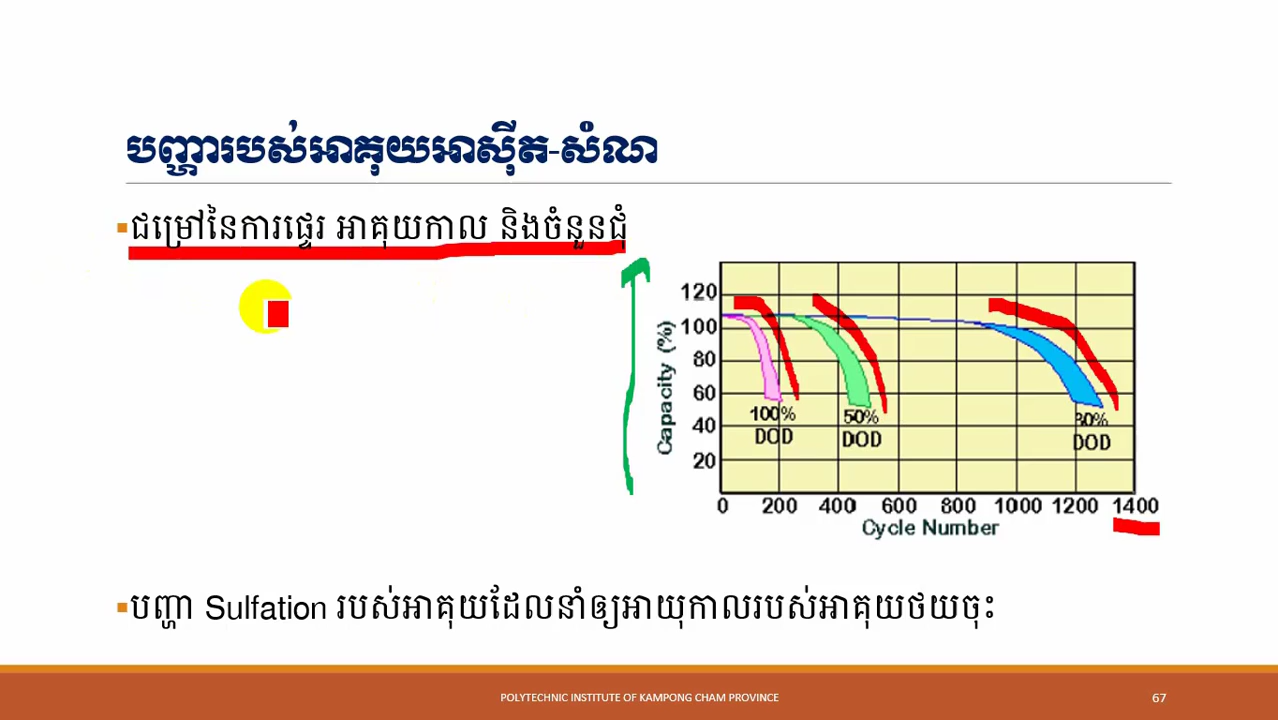 បញ្ហារបស់អាគុយអាស៊ីត-សំណ
▪ជម្រៅនៃការផ្ទេរ អាគុយកាល និងចំនួនជុំ
120
100
80
60
40
20
Capacity (%)
100% DOD
50% DOD
30% DOD
0 200 400 600 800 1000 1200 1400
Cycle Number
▪បញ្ហា Sulfation របស់អាគុយដែលនាំឲ្យអាយុកាលរបស់អាគុយថយចុះ
POLYTECHNIC INSTITUTE OF KAMPONG CHAM PROVINCE
67